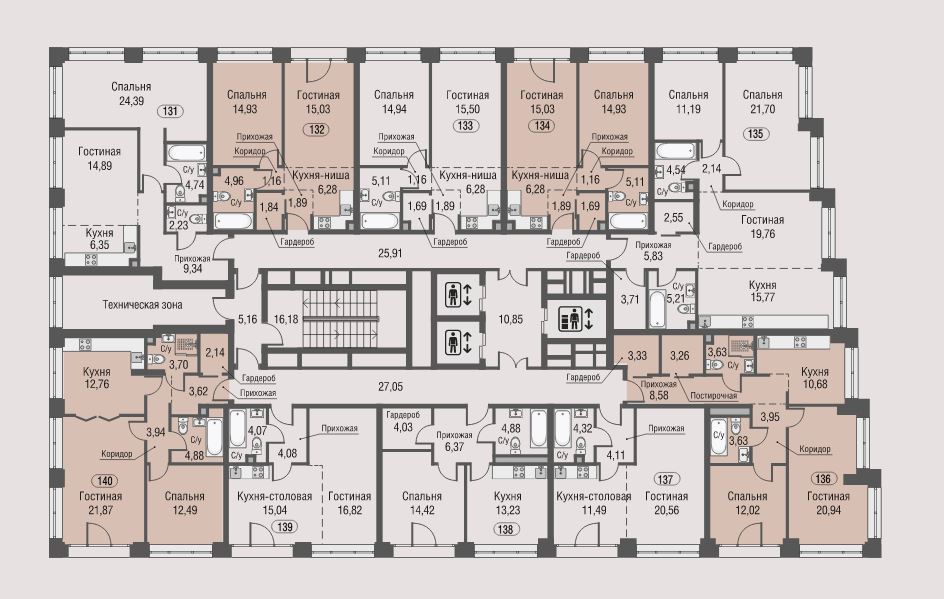 Спальня
24,39
131
Гостиная
14,89
Кухня
6,35
С/у
4,74
С/у
2,23
Прихожая
9,34
Спальня
14,93
Гостиная
15,03
132
Прихожая
Коридор
4,96
С/у
1,16
Кухня-ниша
6,28
1,84
1,89
Гардероб
Спальня
14,94
Гостиная
15,50
133
Прихожая
Коридор
5,11
С/у
1,16
Кухня-ниша
6,28
1,69
1,89
Гардероб
Гостиная
15,03
134
Спальня
14,93
Прихожая
Коридор
Кухня-ниша
6,28
1,16
5,11
С/у
1,89
1,69
Гардероб
Спальня
11,19
Спальня
21,70
135
С/у
4,54
2,14
Коридор
2,55
Гостиная
19,76
Прихожая
5,83
Гардероб
Гардероб
3,71
С/у
5,21
Кухня
15,77
25,91
Техническая зона
5,16
16,18
10,85
27,05
Кухня
12,76
С/у
3,70
2,14
Гардероб
3,62
Прихожая
3,94
С/у
4,88
Коридор
140
Гостиная
21,87
Спальня
12,49
С/у
4,07
4,08
Прихожая
Кухня-столовая
15,04
139
Гостиная
16,82
Гардероб
4,03
Прихожая
6,37
4,88
С/у
Спальня
14,42
Кухня
13,23
138
4,32
С/у
4,11
Прихожая
Кухня-столовая
11,49
137
Гостиная
20,56
Гардероб
3,33
3,26
3,63
С/у
Прихожая
8,58
Постирочная
Кухня
10,68
С/у
3,63
3,95
Коридор
Спальня
12,02
136
Гостиная
20,94